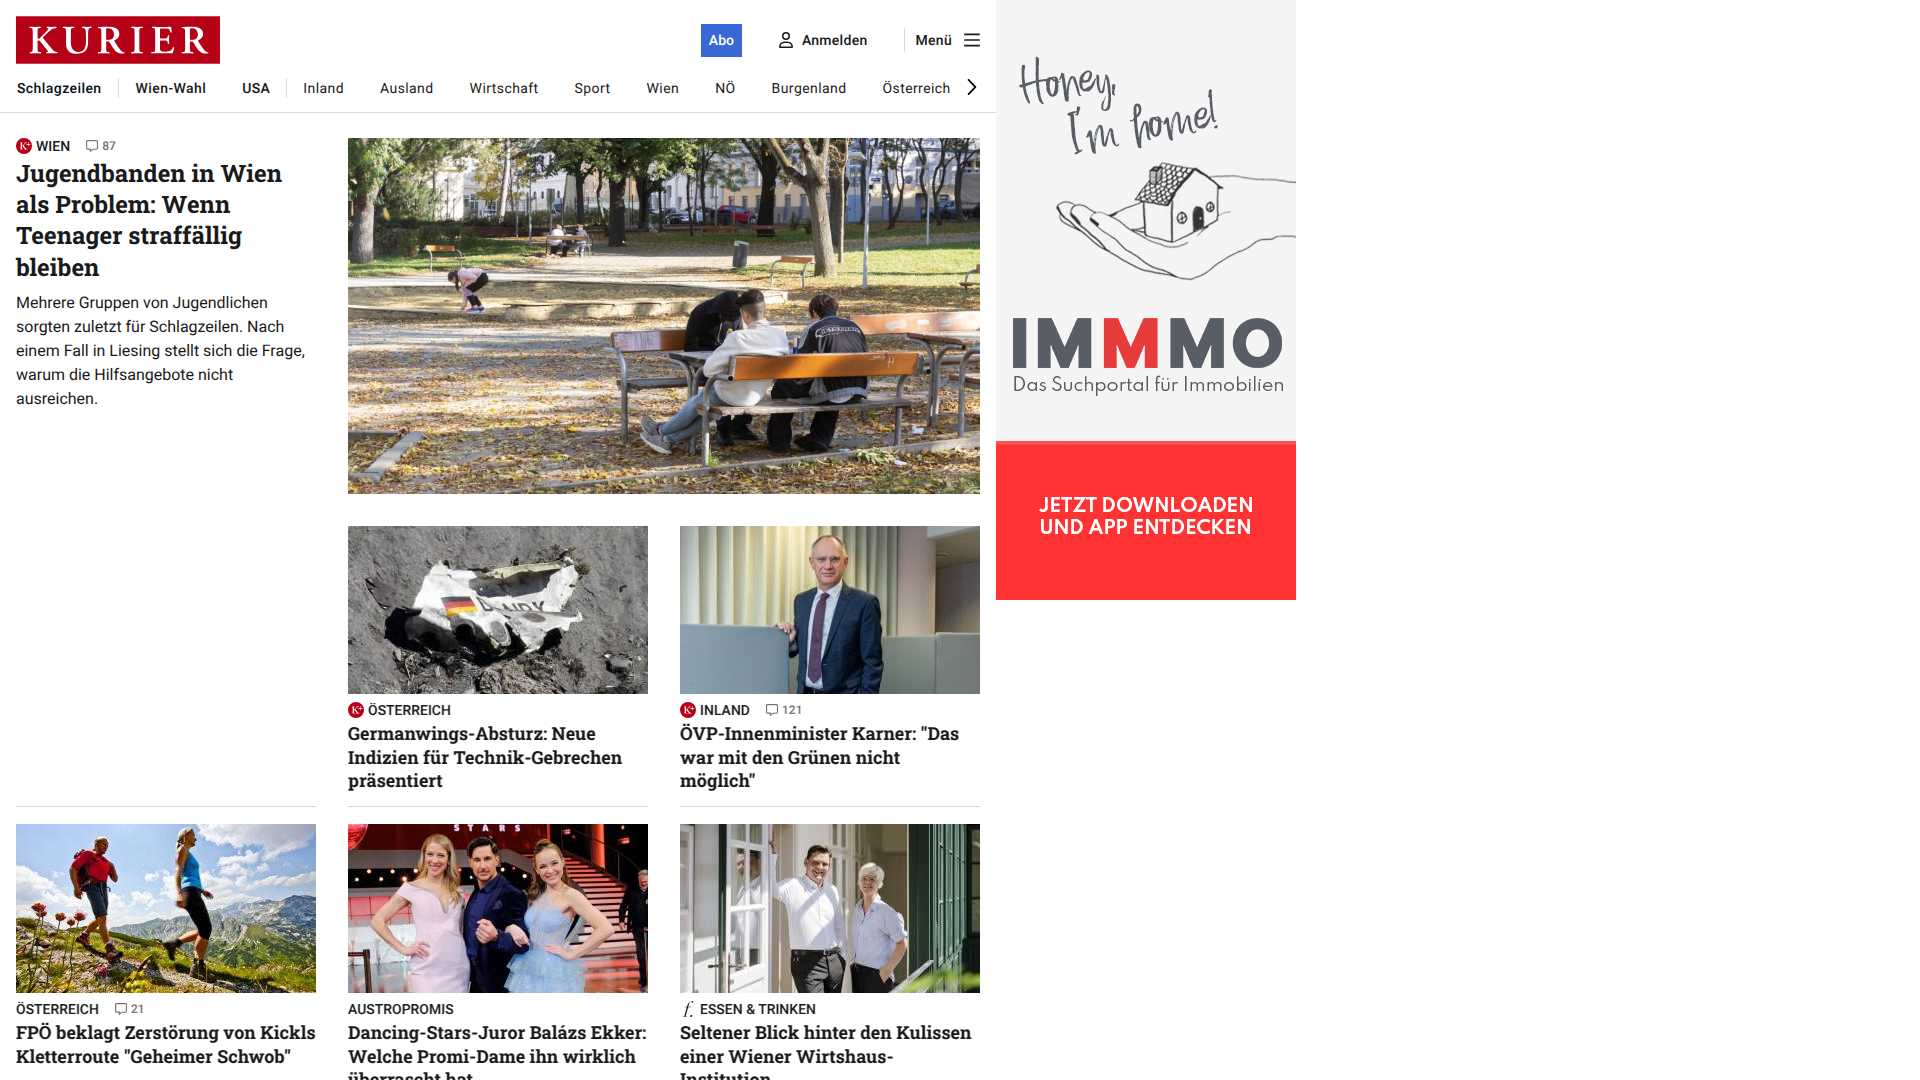 KURIER
Abo
Anmelden
Menü
Schlagzeilen
Wien-Wahl
USA
Inland
Ausland
Wirtschaft
Sport
Wien
NÖ
Burgenland
Österreich
Honey,
I'm home!
IMMMO
Das Suchportal für Immobilien
JETZT DOWNLOADEN
UND APP ENTDECKEN
WIEN 87
Jugendbanden in Wien
als Problem: Wenn
Teenager straffällig
bleiben
Mehrere Gruppen von Jugendlichen
sorgten zuletzt für Schlagzeilen. Nach
einem Fall in Liesing stellt sich die Frage,
warum die Hilfsangebote nicht
ausreichen.
ÖSTERREICH
Germanwings-Absturz: Neue
Indizien für Technik-Gebrechen
präsentiert
INLAND 121
ÖVP-Innenminister Karner: "Das
war mit den Grünen nicht
möglich"
ÖSTERREICH 21
FPÖ beklagt Zerstörung von Kickls
Kletterroute "Geheimer Schwob"
STARS
AUSTROPROMIS
Dancing-Stars-Juror Balázs Ekker:
Welche Promi-Dame ihn wirklich
überrascht hat
f. ESSEN & TRINKEN
Seltener Blick hinter den Kulissen
einer Wiener Wirtshaus-
Institution